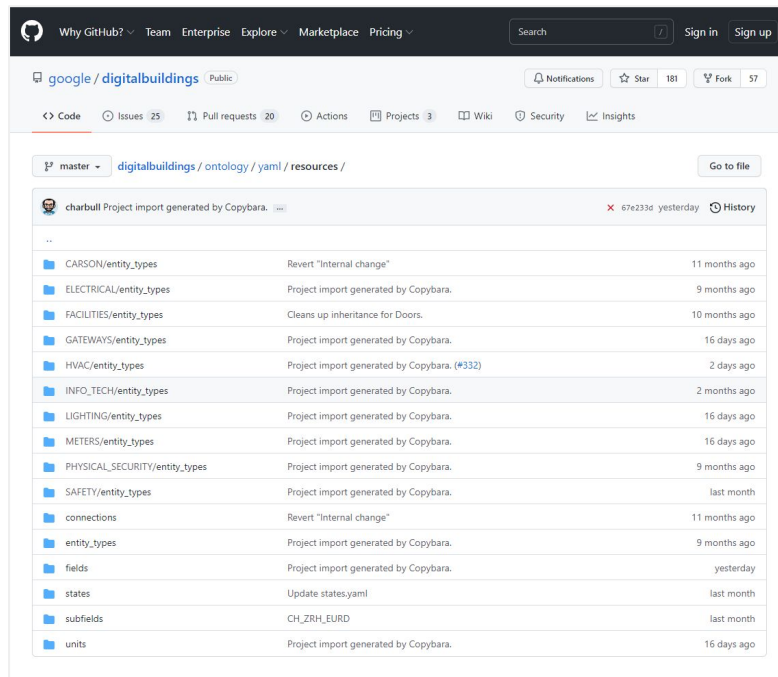 Why GitHub? Team Enterprise Explore Marketplace Pricing Search / Sign in Sign up
google / digitalbuildings Public Notifications Star 181 Fork 57
<> Code Issues 25 Pull requests 20 Actions Projects 3 Wiki Security Insights
master digitalbuildings / ontology / yaml / resources / Go to file
charbull Project import generated by Copybara. ... 67e233d yesterday History
..
CARSON/entity_types Revert "Internal change" 11 months ago
ELECTRICAL/entity_types Project import generated by Copybara. 9 months ago
FACILITIES/entity_types Cleans up inheritance for Doors. 10 months ago
GATEWAYS/entity_types Project import generated by Copybara. 16 days ago
HVAC/entity_types Project import generated by Copybara. (#332) 2 days ago
INFO_TECH/entity_types Project import generated by Copybara. 2 months ago
LIGHTING/entity_types Project import generated by Copybara. 16 days ago
METERS/entity_types Project import generated by Copybara. 16 days ago
PHYSICAL_SECURITY/entity_types Project import generated by Copybara. 9 months ago
SAFETY/entity_types Project import generated by Copybara. last month
connections Revert "Internal change" 11 months ago
entity_types Project import generated by Copybara. 9 months ago
fields Project import generated by Copybara. yesterday
states Update states.yaml last month
subfields CH_ZRH_EURD last month
units Project import generated by Copybara. 16 days ago